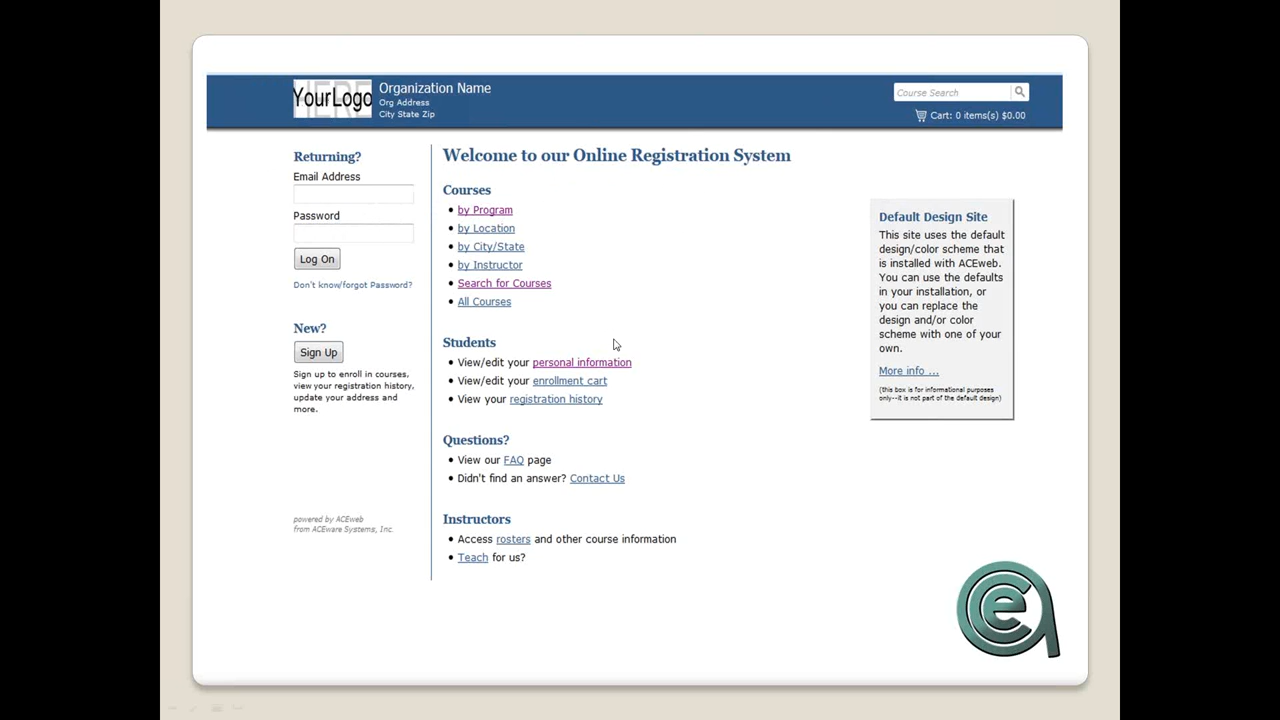 YourLogo
HERE
Organization Name
Org Address
City State Zip
Course Search
Cart: 0 items(s) $0.00
Returning?
Email Address
Password
Log On
Don't know/forgot Password?
New?
Sign Up
Sign up to enroll in courses,
view your registration history,
update your address and
more.
powered by ACEweb
from ACEware Systems, Inc.
Welcome to our Online Registration System
Courses
• by Program
• by Location
• by City/State
• by Instructor
• Search for Courses
• All Courses
Students
• View/edit your personal information
• View/edit your enrollment cart
• View your registration history
Questions?
• View our FAQ page
• Didn't find an answer? Contact Us
Instructors
• Access rosters and other course information
• Teach for us?
Default Design Site
This site uses the default
design/color scheme that
is installed with ACEweb.
You can use the defaults
in your installation, or
you can replace the
design and/or color
scheme with one of your
own.
More info ...
(this box is for informational purposes
only--it is not part of the default design)
ace